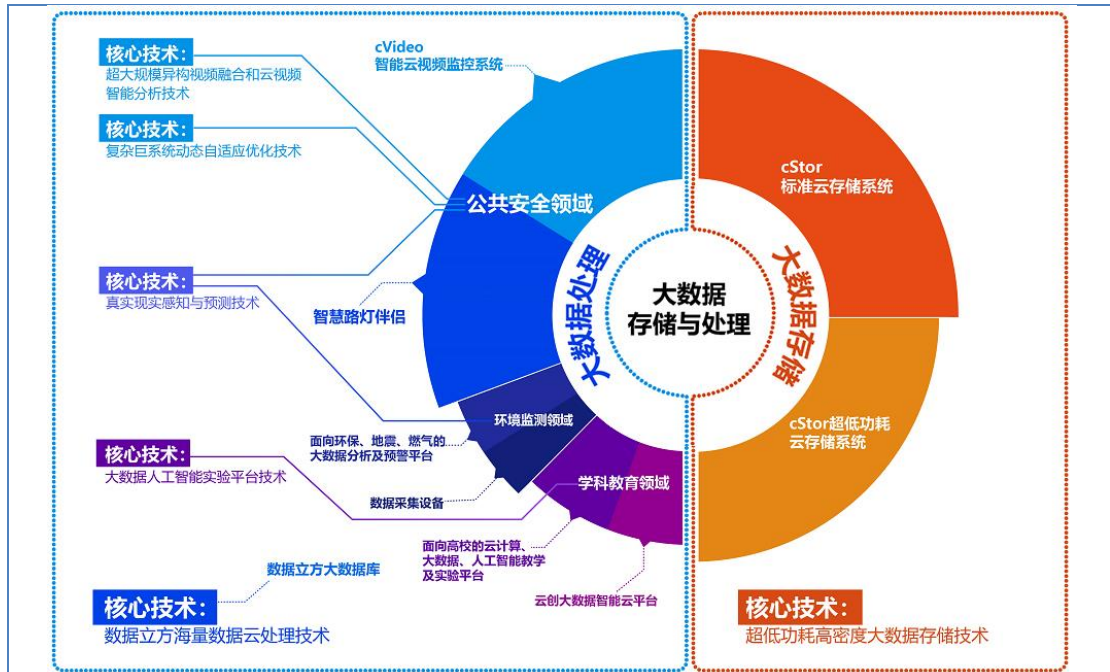 核心技术：
超大规模异构视频融合和云视频
智能分析技术
核心技术：
复杂巨系统动态自适应优化技术
核心技术：
真实现实感知与预测技术
核心技术：
大数据人工智能实验平台技术
cVideo
智能云视频监控系统
公共安全领域
智慧路灯伴侣
环境监测领域
面向环保、地震、燃气的
大数据分析及预警平台
数据采集设备
学科教育领域
面向高校的云计算、
大数据、人工智能教学
及实验平台
云创大数据智能云平台
数据立方大数据库
核心技术：
数据立方海量数据云处理技术
大数据处理
大数据
存储与处理
大数据存储
cStor
标准云存储系统
cStor超低功耗
云存储系统
核心技术：
超低功耗高密度大数据存储技术